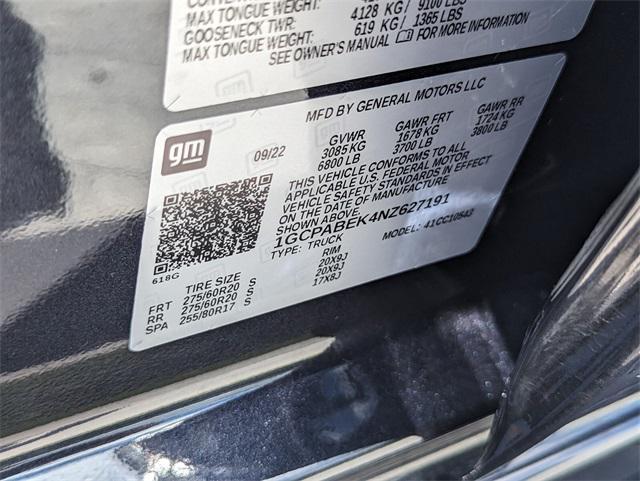 MAX TONGUE WEIGHT: 4128 KG / 9100 LBS
GOOSENECK TWR: 619 KG / 1365 LBS
MAX TONGUE WEIGHT:
SEE OWNER'S MANUAL FOR MORE INFORMATION
MFD BY GENERAL MOTORS LLC
gm
09/22
GVWR GAWR FRT GAWR RR
3085 KG 1678 KG 1724 KG
6800 LB 3700 LB 3800 LB
THIS VEHICLE CONFORMS TO ALL
APPLICABLE U.S. FEDERAL MOTOR
VEHICLE SAFETY STANDARDS IN EFFECT
ON THE DATE OF MANUFACTURE
SHOWN ABOVE.
1GCPABEK4NZ627191
TYPE: TRUCK MODEL: 41CC10543
618G
TIRE SIZE RIM
FRT 275/60R20 S 20X9J
RR 275/60R20 S 20X9J
SPA 255/80R17 S 17X8J